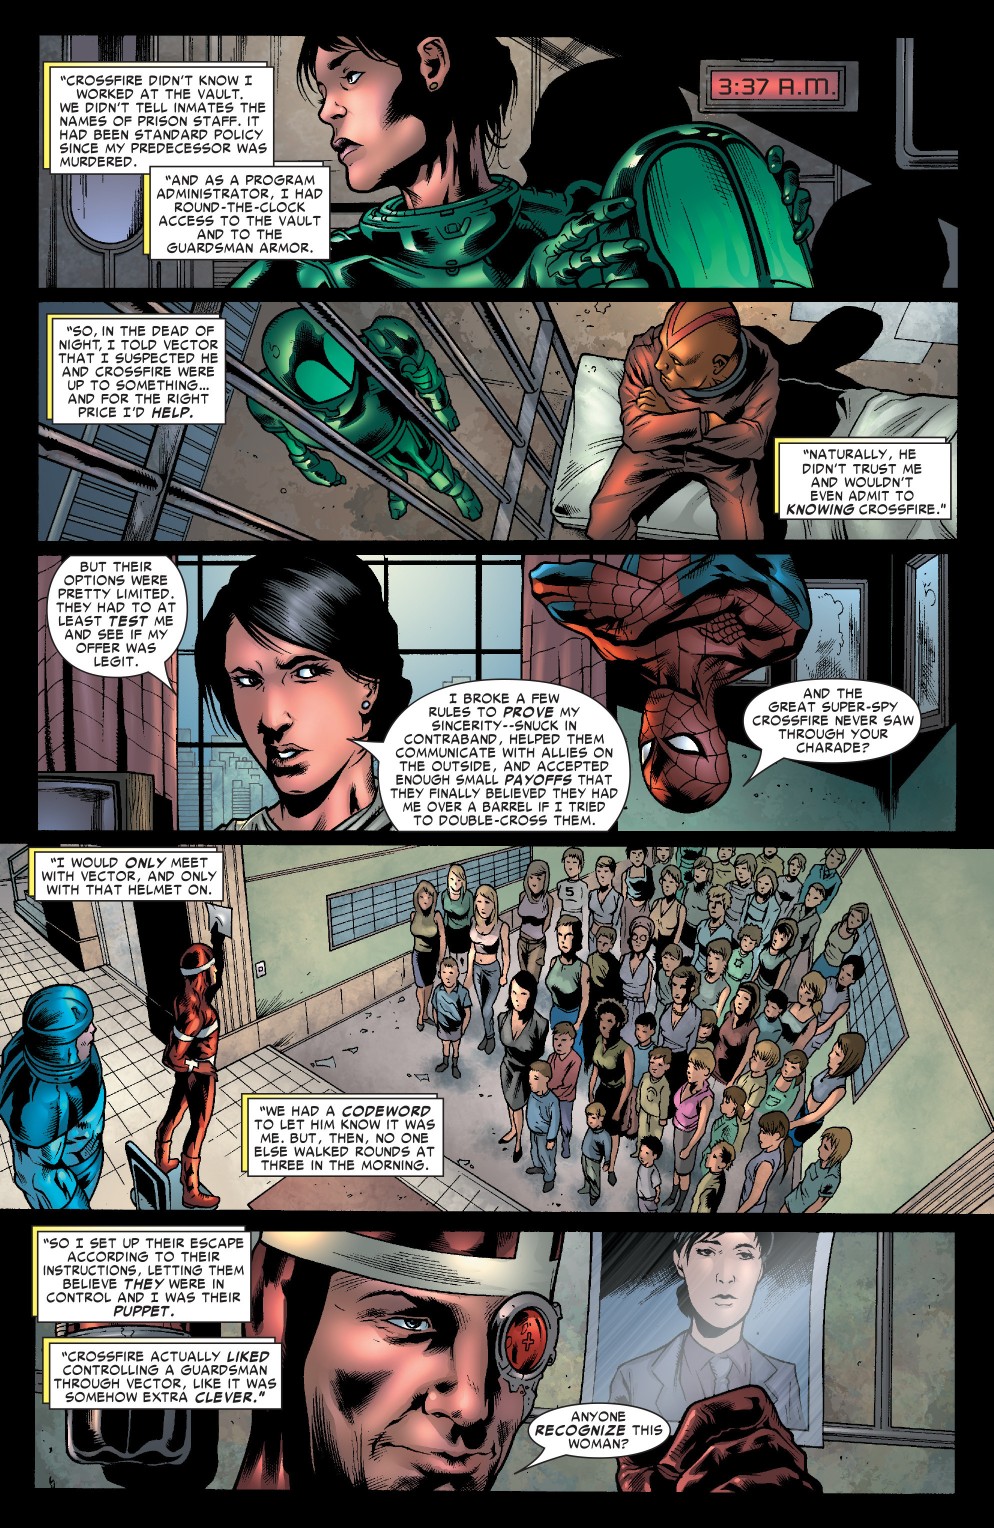 "CROSSFIRE DIDN'T KNOW I
WORKED AT THE VAULT.
WE DIDN'T TELL INMATES THE
NAMES OF PRISON STAFF. IT
HAD BEEN STANDARD POLICY
SINCE MY PREDECESSOR WAS
MURDERED.
"AND AS A PROGRAM
ADMINISTRATOR, I HAD
ROUND-THE-CLOCK
ACCESS TO THE VAULT
AND TO THE
GUARDSMAN ARMOR.
3:37 A.M.
"SO, IN THE DEAD OF
NIGHT, I TOLD VECTOR
THAT I SUSPECTED HE
AND CROSSFIRE WERE
UP TO SOMETHING...
AND FOR THE RIGHT
PRICE I'D HELP.
"NATURALLY, HE
DIDN'T TRUST ME
AND WOULDN'T
EVEN ADMIT TO
KNOWING CROSSFIRE."
BUT THEIR
OPTIONS WERE
PRETTY LIMITED.
THEY HAD TO AT
LEAST TEST ME
AND SEE IF MY
OFFER WAS
LEGIT.
I BROKE A FEW
RULES TO PROVE MY
SINCERITY--SNUCK IN
CONTRABAND, HELPED THEM
COMMUNICATE WITH ALLIES ON
THE OUTSIDE, AND ACCEPTED
ENOUGH SMALL PAYOFFS THAT
THEY FINALLY BELIEVED THEY HAD
ME OVER A BARREL IF I TRIED
TO DOUBLE-CROSS THEM.
AND THE
GREAT SUPER-SPY
CROSSFIRE NEVER SAW
THROUGH YOUR
CHARADE?
"I WOULD ONLY MEET
WITH VECTOR, AND ONLY
WITH THAT HELMET ON.
5
"WE HAD A CODEWORD
TO LET HIM KNOW IT WAS
ME. BUT, THEN, NO ONE
ELSE WALKED ROUNDS AT
THREE IN THE MORNING.
"SO I SET UP THEIR ESCAPE
ACCORDING TO THEIR
INSTRUCTIONS, LETTING THEM
BELIEVE THEY WERE IN
CONTROL AND I WAS THEIR
PUPPET.
"CROSSFIRE ACTUALLY LIKED
CONTROLLING A GUARDSMAN
THROUGH VECTOR, LIKE IT WAS
SOMEHOW EXTRA CLEVER."
ANYONE
RECOGNIZE THIS
WOMAN?